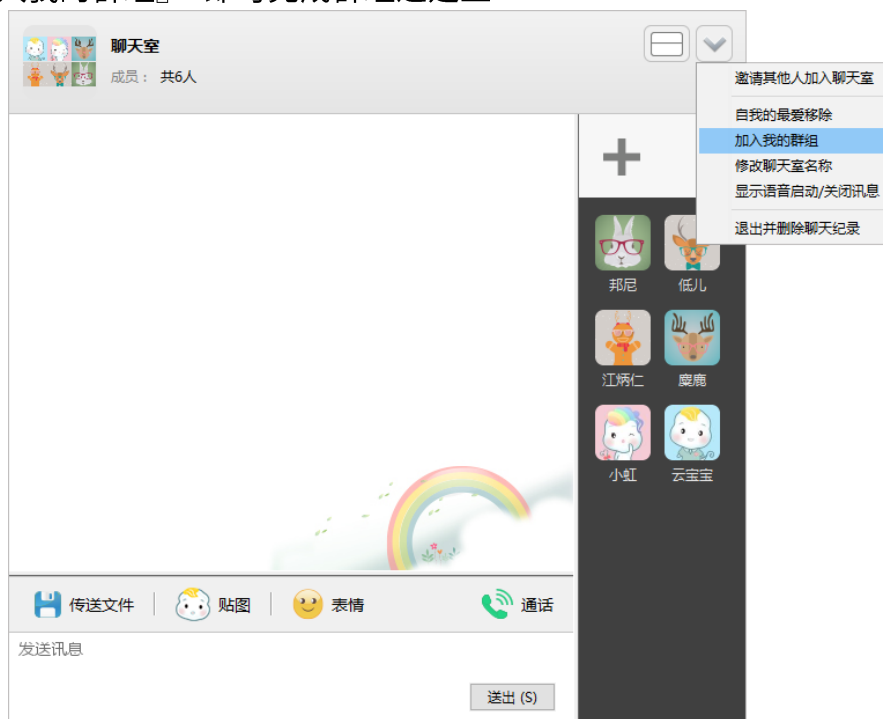 聊天室
成员： 共6人
邀请其他人加入聊天室
自我的最爱移除
加入我的群组
修改聊天室名称
显示语音启动/关闭讯息
退出并删除聊天纪录
邦尼
低儿
江炳仁
麋鹿
小虹
云宝宝
传送文件
贴图
表情
通话
发送讯息
送出 (S)